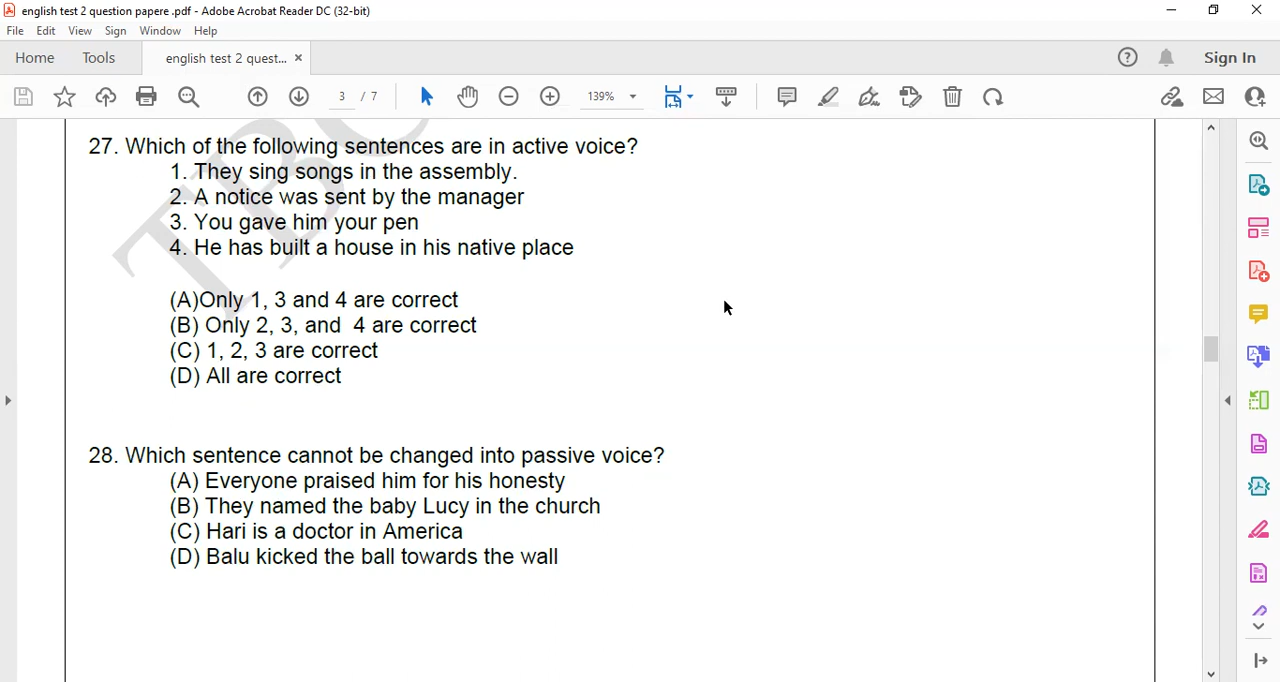 english test 2 question papere .pdf - Adobe Acrobat Reader DC (32-bit)
File Edit View Sign Window Help
Home Tools english test 2 quest... × Sign In
3 / 7 139%
27. Which of the following sentences are in active voice?
1. They sing songs in the assembly.
2. A notice was sent by the manager
3. You gave him your pen
4. He has built a house in his native place
(A)Only 1, 3 and 4 are correct
(B) Only 2, 3, and 4 are correct
(C) 1, 2, 3 are correct
(D) All are correct
28. Which sentence cannot be changed into passive voice?
(A) Everyone praised him for his honesty
(B) They named the baby Lucy in the church
(C) Hari is a doctor in America
(D) Balu kicked the ball towards the wall